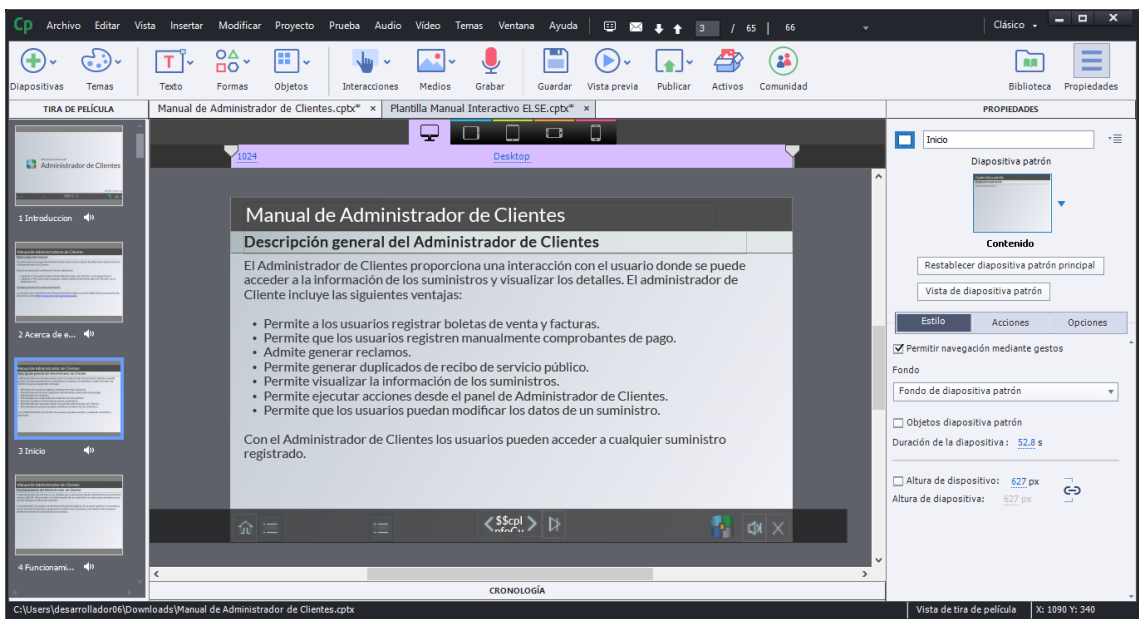 Cp Archivo Editar Vista Insertar Modificar Proyecto Prueba Audio Vídeo Temas Ventana Ayuda 3 / 65 66 Clásico
Diapositivas Temas Texto Formas Objetos Interacciones Medios Grabar Guardar Vista previa Publicar Activos Comunidad Biblioteca Propiedades
TIRA DE PELÍCULA Manual de Administrador de Clientes.cptx* × Plantilla Manual Interactivo ELSE.cptx* × PROPIEDADES
1024 Desktop
Inicio
Diapositiva patrón
Contenido
Restablecer diapositiva patrón principal
Vista de diapositiva patrón
Estilo Acciones Opciones
Permitir navegación mediante gestos
Fondo
Fondo de diapositiva patrón
Objetos diapositiva patrón
Duración de la diapositiva: 52.8 s
Altura de dispositivo: 627 px
Altura de diapositiva: 627 px
Administrador de Clientes
1 Introduccion
2 Acerca de e...
3 Inicio
4 Funcionami...
Manual de Administrador de Clientes
Descripción general del Administrador de Clientes
El Administrador de Clientes proporciona una interacción con el usuario donde se puede
acceder a la información de los suministros y visualizar los detalles. El administrador de
Cliente incluye las siguientes ventajas:
• Permite a los usuarios registrar boletas de venta y facturas.
• Permite que los usuarios registren manualmente comprobantes de pago.
• Admite generar reclamos.
• Permite generar duplicados de recibo de servicio público.
• Permite visualizar la información de los suministros.
• Permite ejecutar acciones desde el panel de Administrador de Clientes.
• Permite que los usuarios puedan modificar los datos de un suministro.
Con el Administrador de Clientes los usuarios pueden acceder a cualquier suministro
registrado.
$$cpI
CRONOLOGÍA
C:\Users\desarrollador06\Downloads\Manual de Administrador de Clientes.cptx Vista de tira de película X: 1090 Y: 340